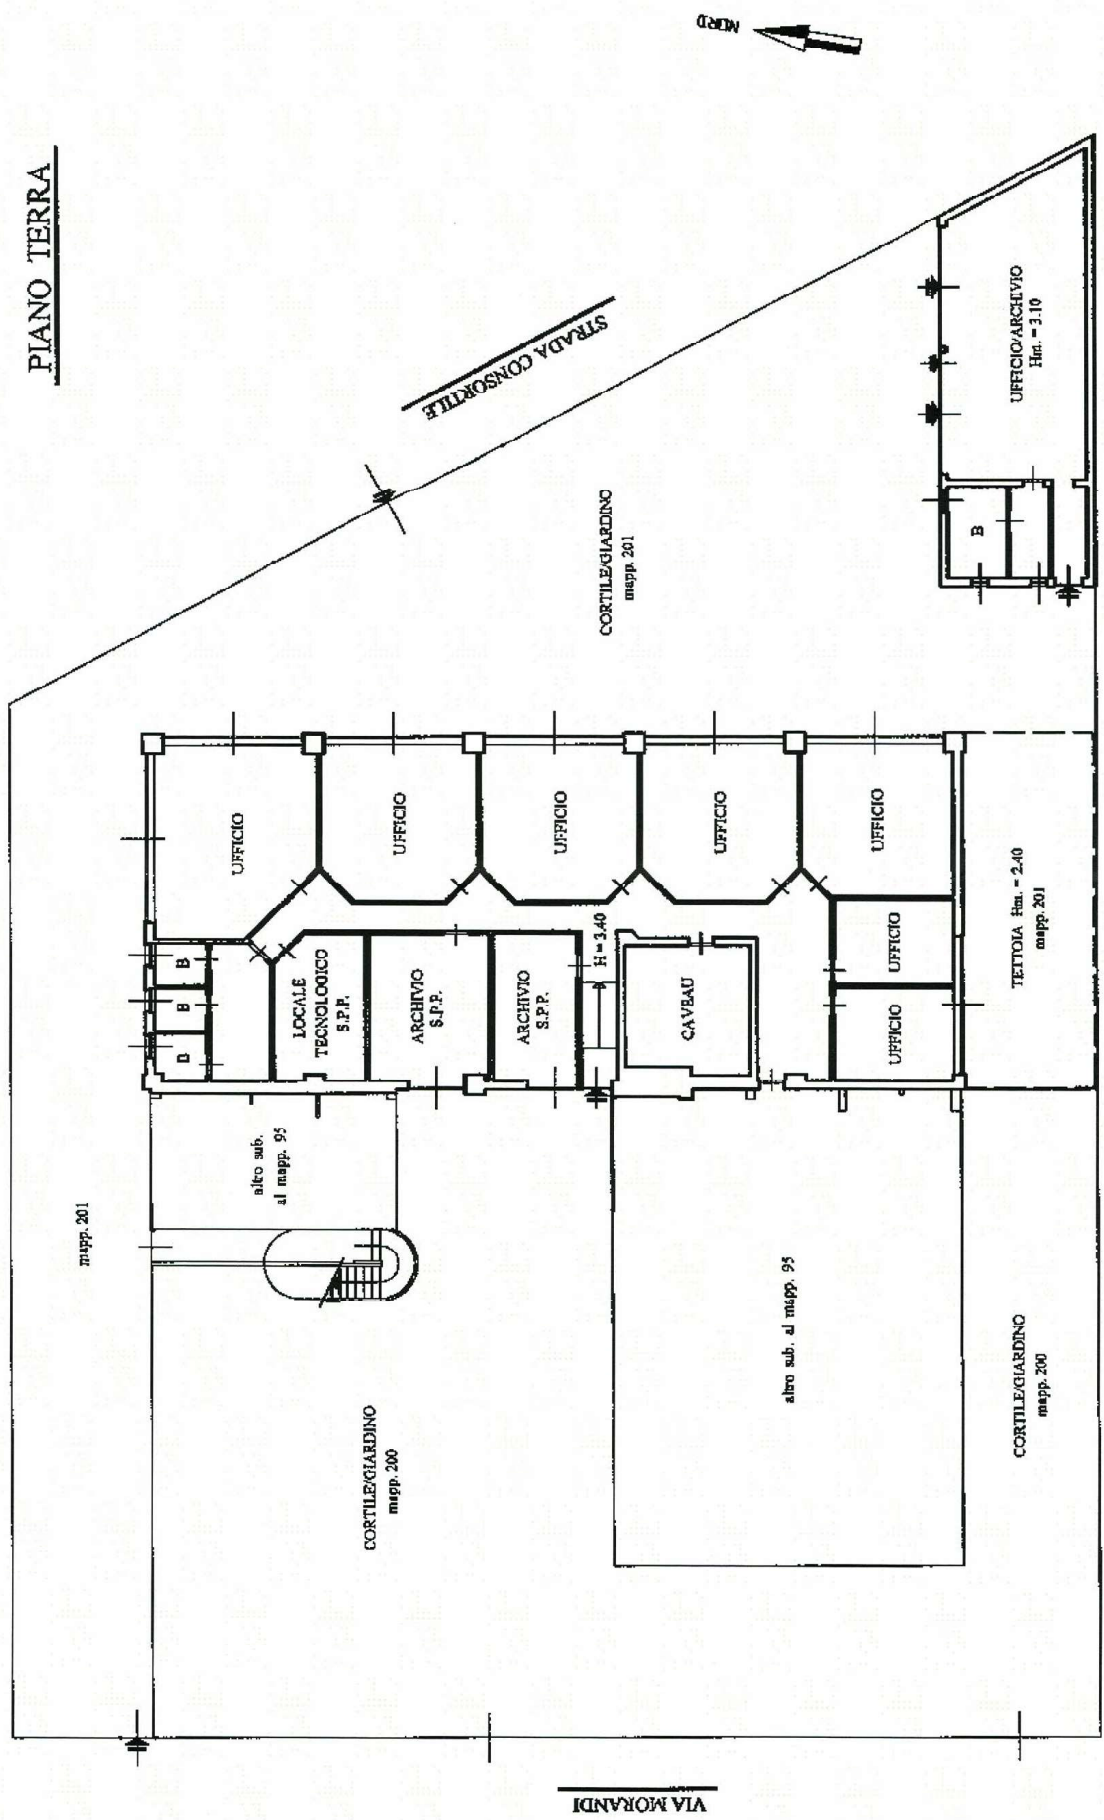 PIANO TERRA
NORD
STRADA CONSORTILE
UFFICIO/ARCHIVIO
Hm. = 3.10
B
CORTILE/GIARDINO
mapp. 201
UFFICIO
UFFICIO
UFFICIO
UFFICIO
UFFICIO
B
B
B
LOCALE
TECNOLOGICO
S.P.P.
ARCHIVIO
S.P.P.
ARCHIVIO
S.P.P.
H = 3.40
CAVEAU
UFFICIO
UFFICIO
TETTOIA Hm. = 2.40
mapp. 201
mapp. 201
altro sub.
al mapp. 95
altro sub. al mapp. 95
CORTILE/GIARDINO
mapp. 200
CORTILE/GIARDINO
mapp. 200
VIA MORANDI